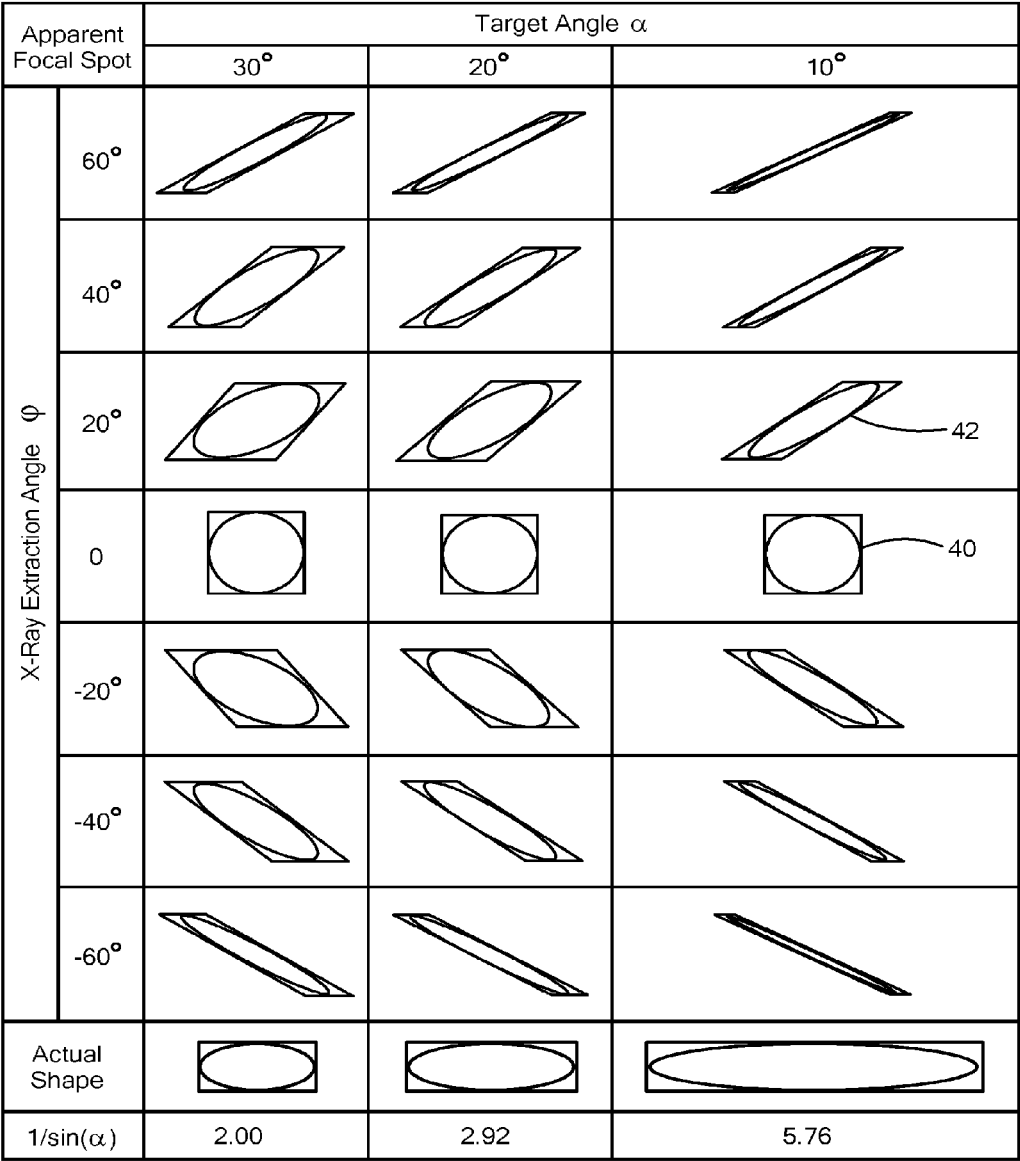 Apparent
Focal Spot
Target Angle α
30° 20° 10°
X-Ray Extraction Angle φ
60°
40°
20°
42
0
40
-20°
-40°
-60°
Actual
Shape
1/sin(α) 2.00 2.92 5.76